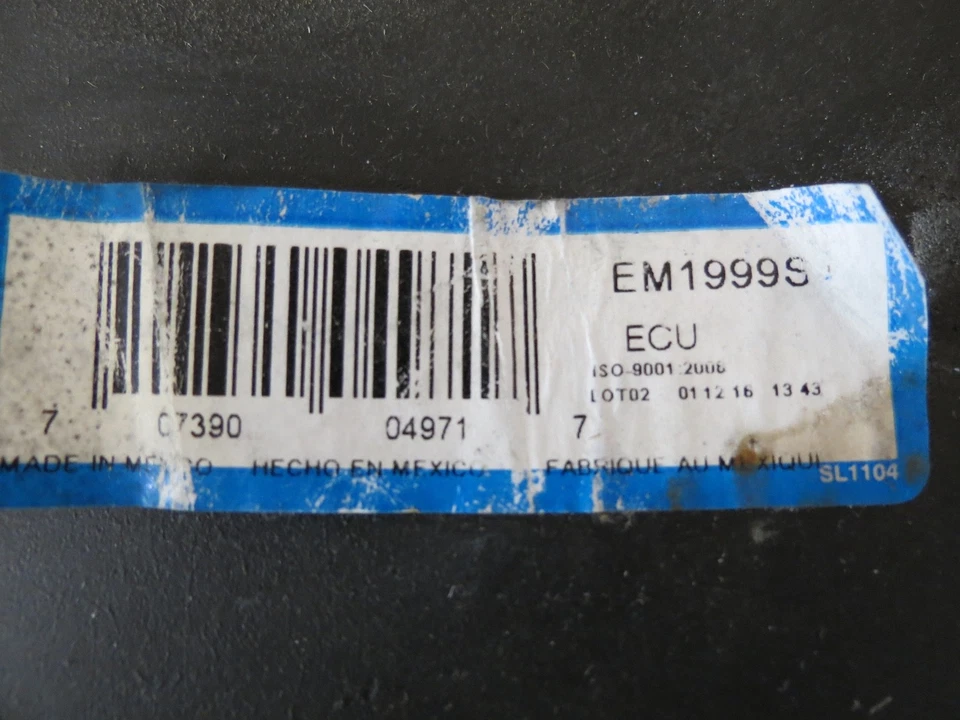 EM1999S
ECU
ISO-9001:2008
LOT02 01 12 16 13 43
7 07390 04971 7
MADE IN MEXICO HECHO EN MEXICO FABRIQUE AU MEXIQUE
SL1104